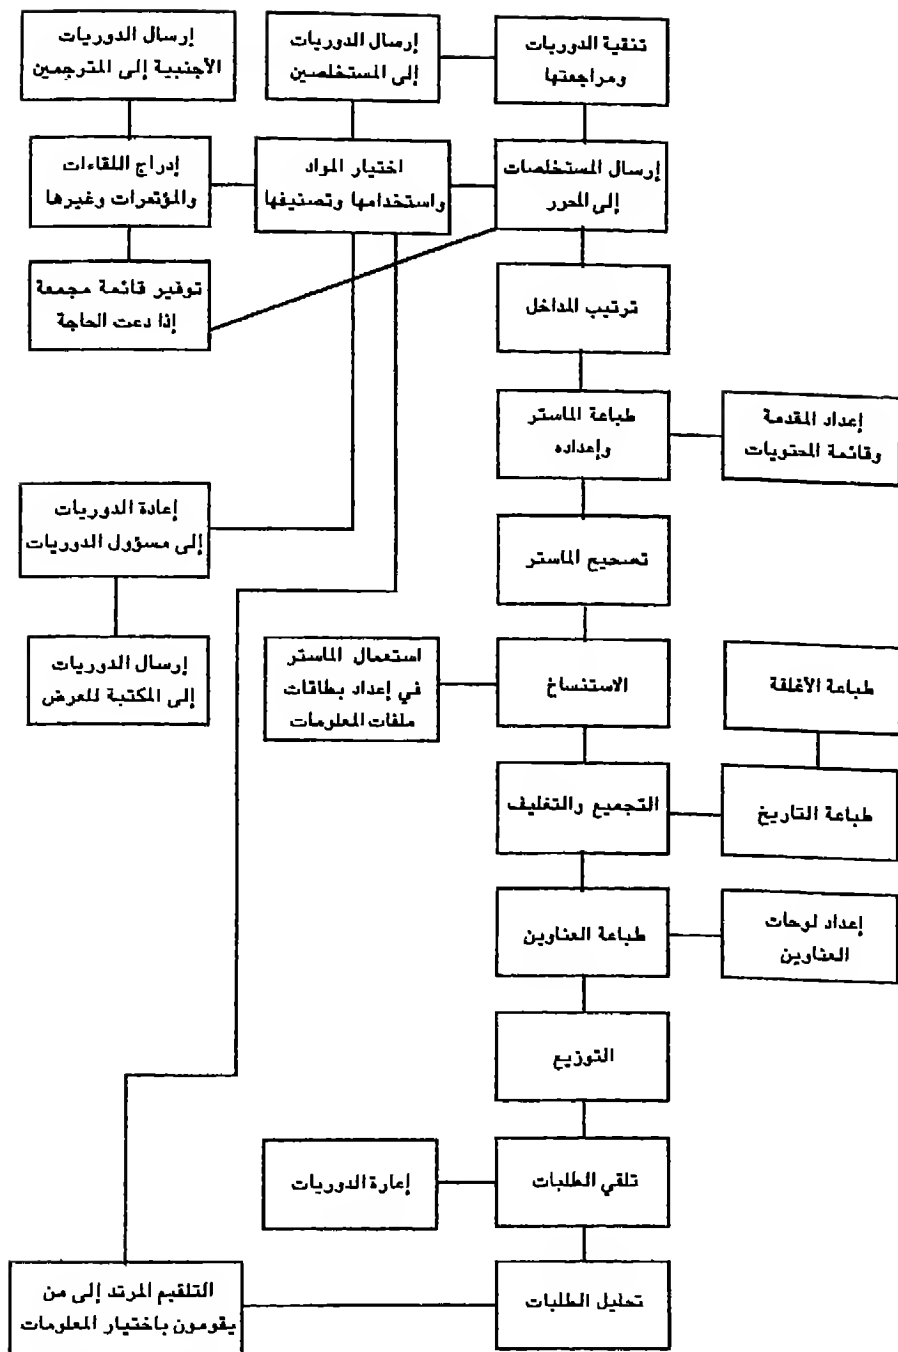 تنقية الدوريات
ومراجعتها
إرسال الدوريات
إلى المستخلصين
إرسال الدوريات
الأجنبية إلى المترجمين
إرسال المستخلصات
إلى المحرر
اختيار المواد
واستخدامها وتصنيفها
إدراج اللقاءات
والمؤتمرات وغيرها
ترتيب المداخل
توفير قائمة مجمعة
إذا دعت الحاجة
إعداد المقدمة
وقائمة المحتويات
طباعة الماستر
وإعداده
تصحيح الماستر
إعادة الدوريات
إلى مسؤول الدوريات
طباعة الأغلفة
الاستنساخ
استعمال الماستر
في إعداد بطاقات
ملفات المعلومات
إرسال الدوريات
إلى المكتبة للعرض
طباعة التاريخ
التجميع والتغليف
إعداد لوحات
العناوين
طباعة العناوين
التوزيع
تلقي الطلبات
إعارة الدوريات
تحليل الطلبات
التلقيم المرتد إلى من
يقومون باختيار المعلومات